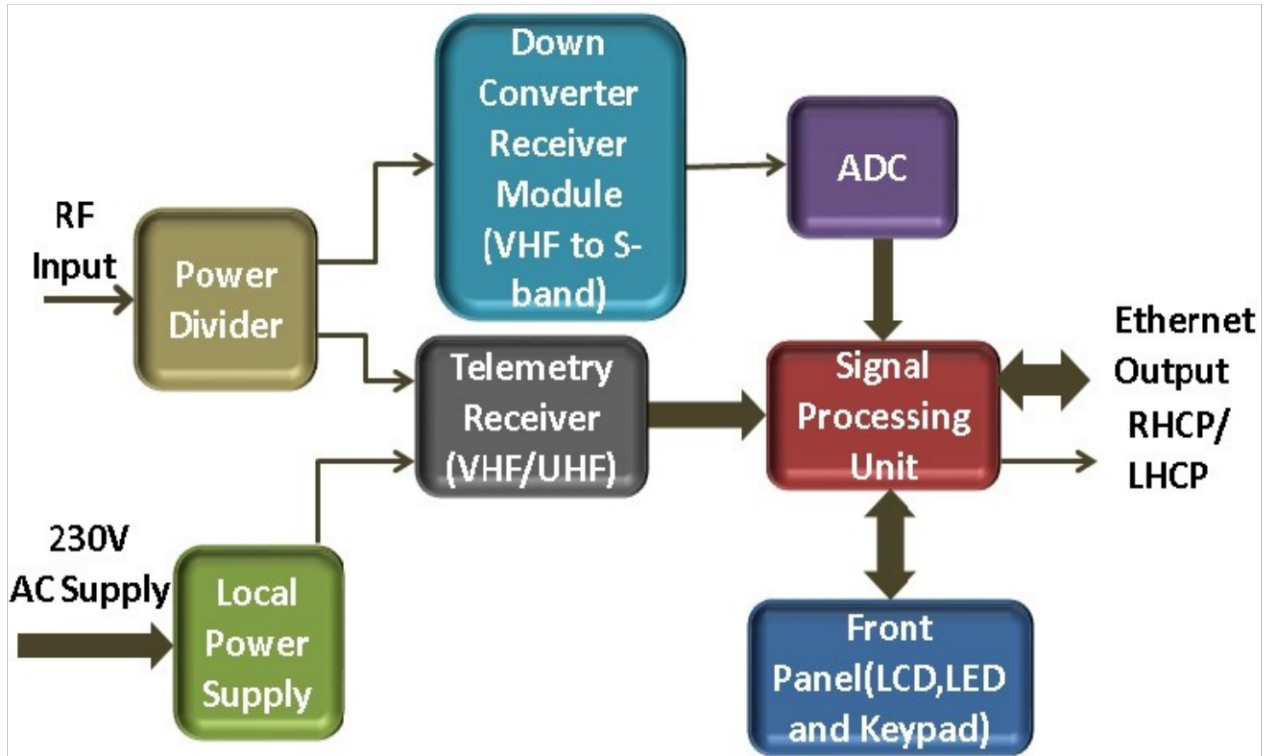 Down
Converter
Receiver
Module
(VHF to S-
band)
ADC
RF
Input
Power
Divider
Telemetry
Receiver
(VHF/UHF)
Signal
Processing
Unit
Ethernet
Output
RHCP/
LHCP
230V
AC Supply
Local
Power
Supply
Front
Panel(LCD,LED
and Keypad)